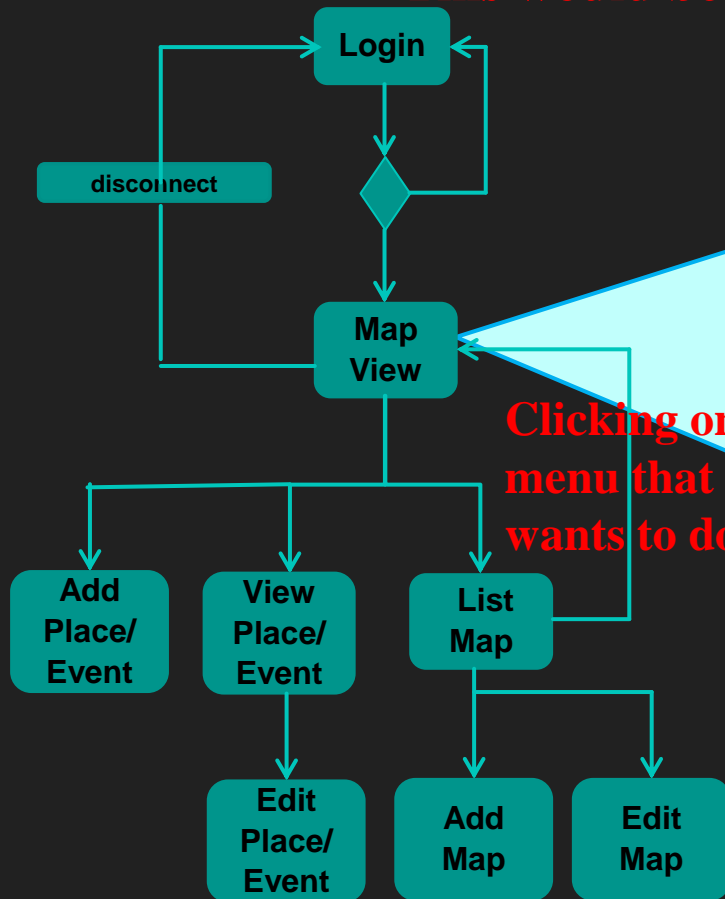 Login
disconnect
Map
View
Clicking on
menu that
wants to do
Add
Place/
Event
View
Place/
Event
List
Map
Edit
Place/
Event
Add
Map
Edit
Map